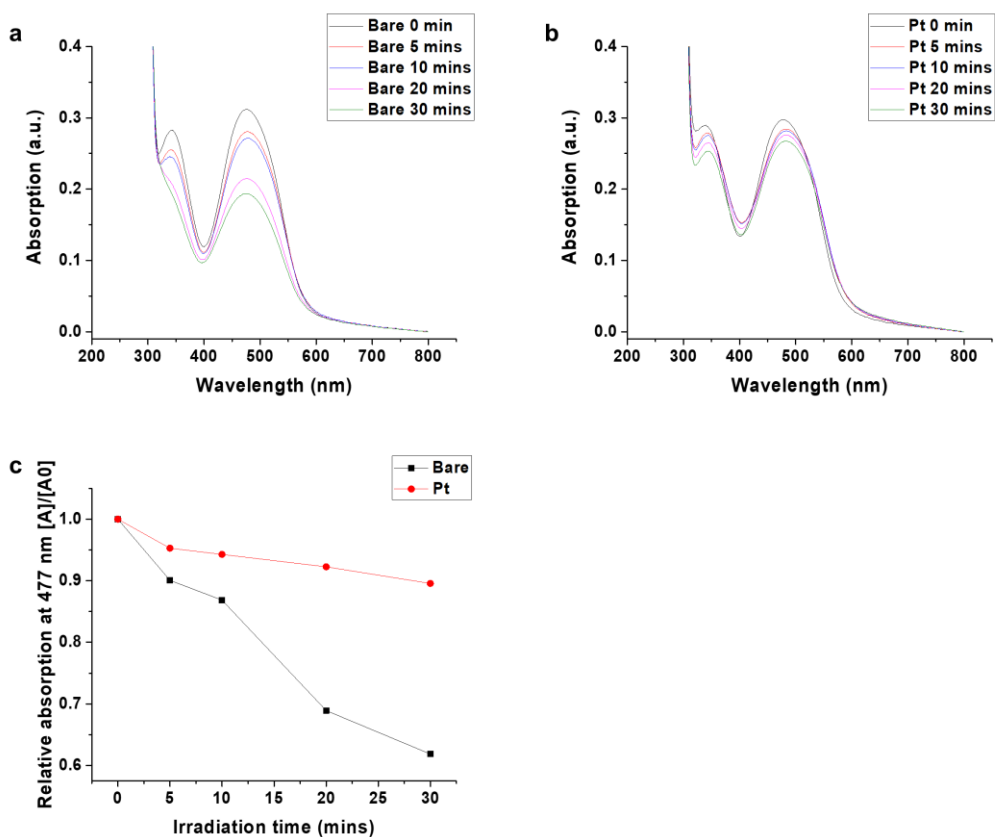 a
Bare 0 min
Bare 5 mins
Bare 10 mins
Bare 20 mins
Bare 30 mins
0.4
0.3
0.2
0.1
0.0
Absorption (a.u.)
200 300 400 500 600 700 800
Wavelength (nm)
b
Pt 0 min
Pt 5 mins
Pt 10 mins
Pt 20 mins
Pt 30 mins
0.4
0.3
0.2
0.1
0.0
Absorption (a.u.)
200 300 400 500 600 700 800
Wavelength (nm)
c
Bare
Pt
1.0
0.9
0.8
0.7
0.6
Relative absorption at 477 nm [A]/[A0]
0 5 10 20 30
Irradiation time (mins)